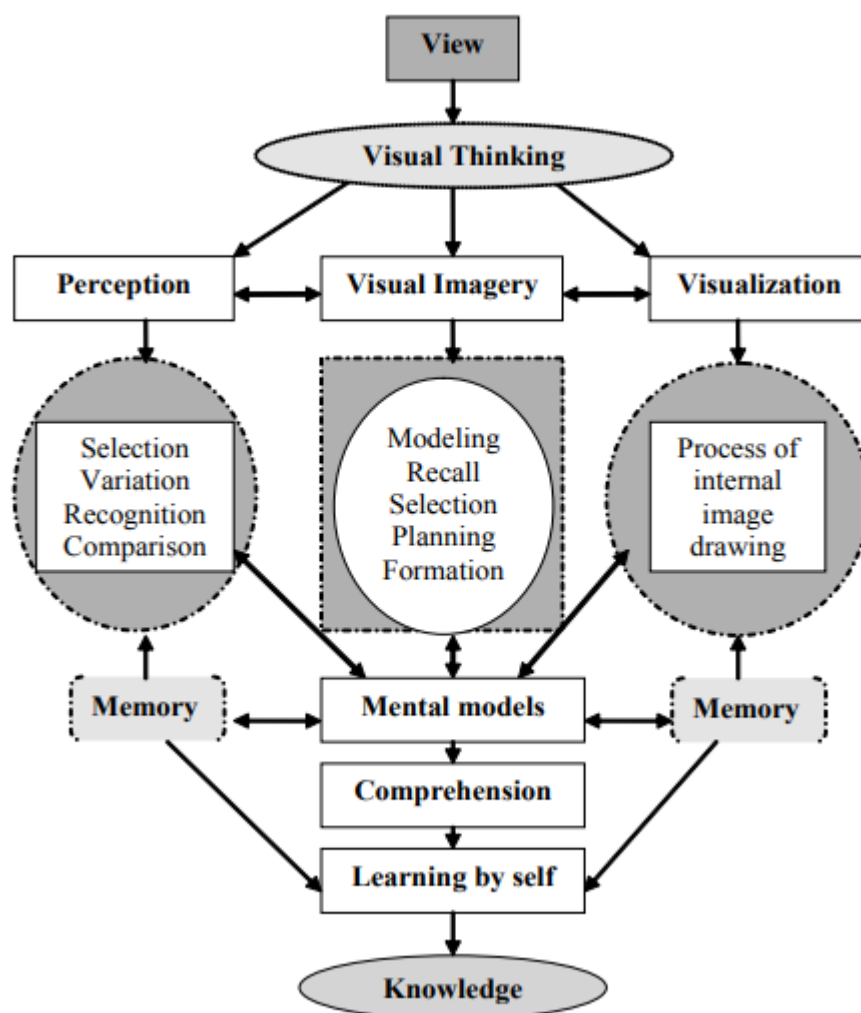 View
Visual Thinking
Perception
Visual Imagery
Visualization
Selection
Variation
Recognition
Comparison
Modeling
Recall
Selection
Planning
Formation
Process of
internal
image
drawing
Memory
Mental models
Memory
Comprehension
Learning by self
Knowledge